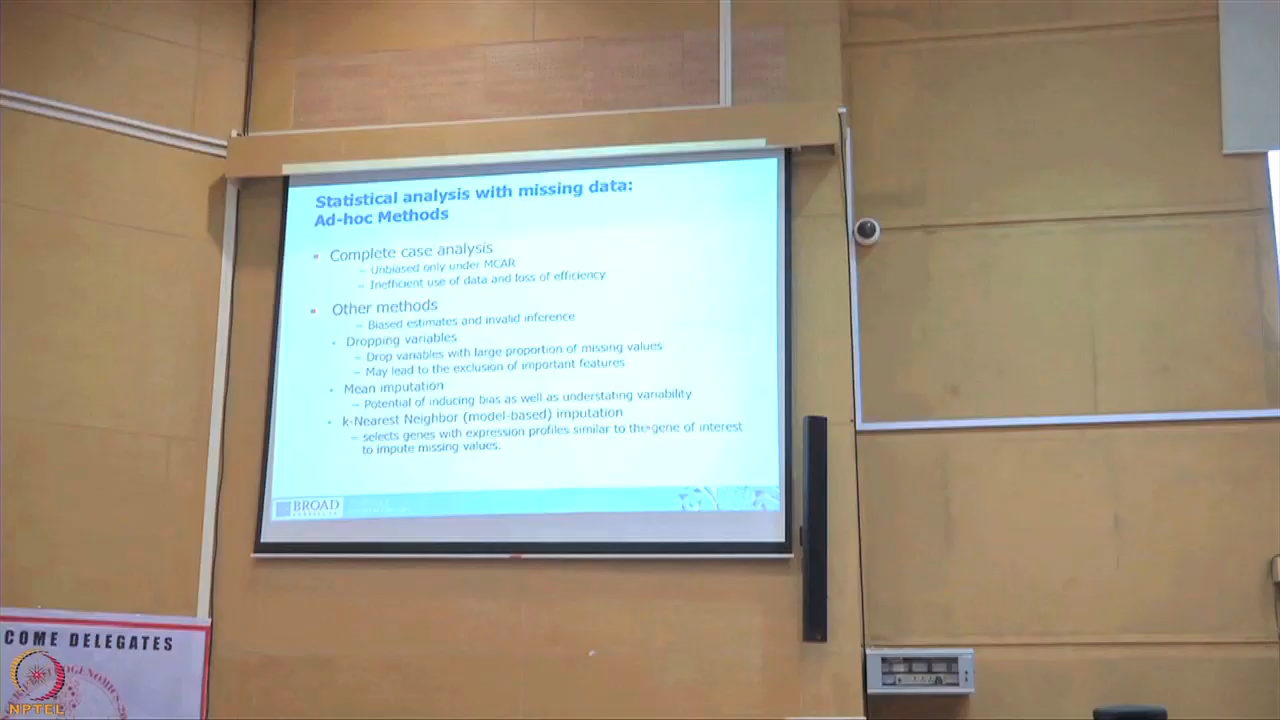 Statistical analysis with missing data:
Ad-hoc Methods
Complete case analysis
– Unbiased only under MCAR
– Inefficient use of data and loss of efficiency
Other methods
– Biased estimates and invalid inference
Dropping variables
– Drop variables with large proportion of missing values
– May lead to the exclusion of important features
Mean imputation
– Potential of inducing bias as well as understating variability
k-Nearest Neighbor (model-based) imputation
– selects genes with expression profiles similar to the gene of interest
to impute missing values.
BROAD
COME DELEGATES
NPTEL